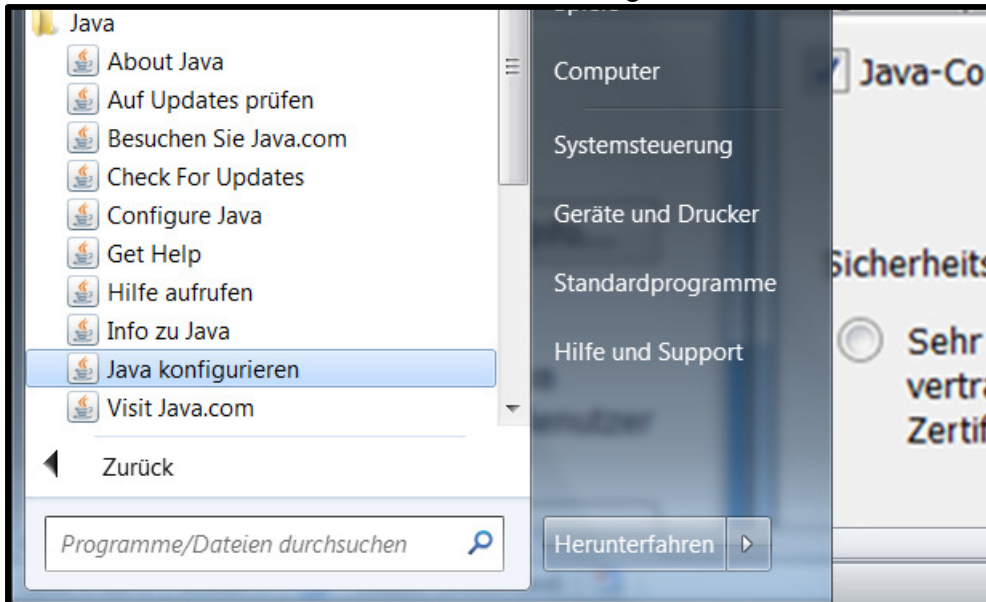 Java
About Java
Auf Updates prüfen
Besuchen Sie Java.com
Check For Updates
Configure Java
Get Help
Hilfe aufrufen
Info zu Java
Java konfigurieren
Visit Java.com
Zurück
Programme/Dateien durchsuchen
Computer
Systemsteuerung
Geräte und Drucker
Standardprogramme
Hilfe und Support
Herunterfahren
Java-Co
Sicherheits
Sehr
vertra
Zertif